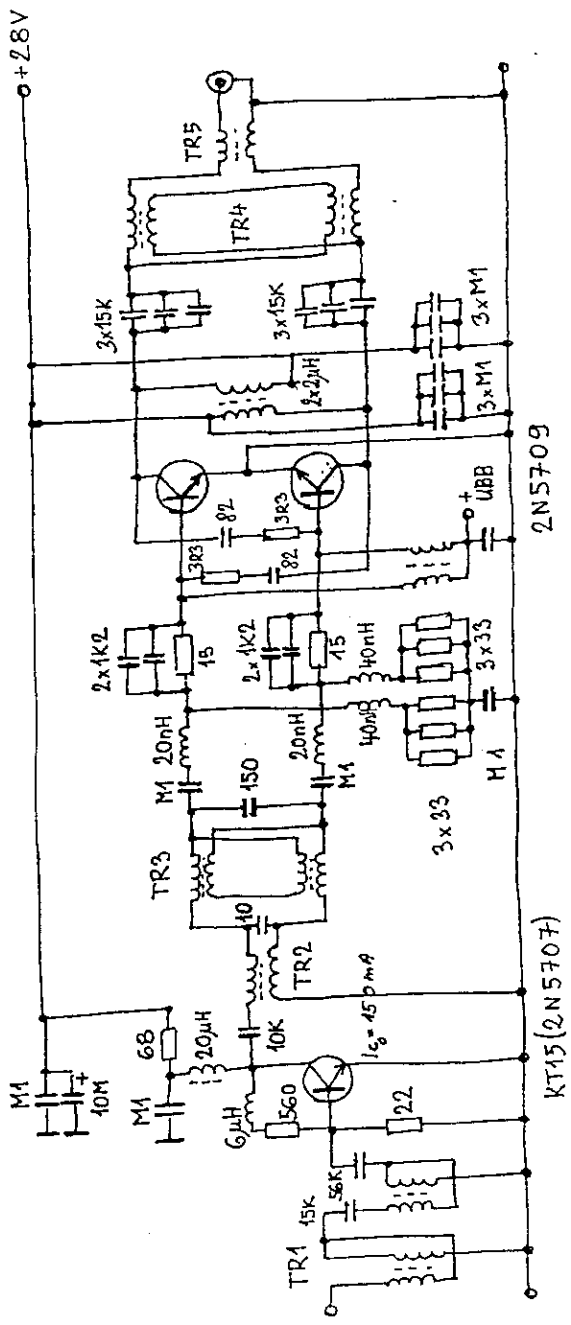 +28V
M1
10M
+
68
M1
20µH
6µH
560
10K
Ic₀=150mA
22
56K
15K
TR1
KT15(2N5707)
TR2
10
TR3
150
M1
20nH
M1
20nH
2x1K2
15
2x1K2
15
40nH
40nH
3x33
3x33
M1
3R3
82
82
3R3
UBB
+
2N5709
2x2µH
3xM1
3xM1
3x15K
3x15K
TR4
TR5